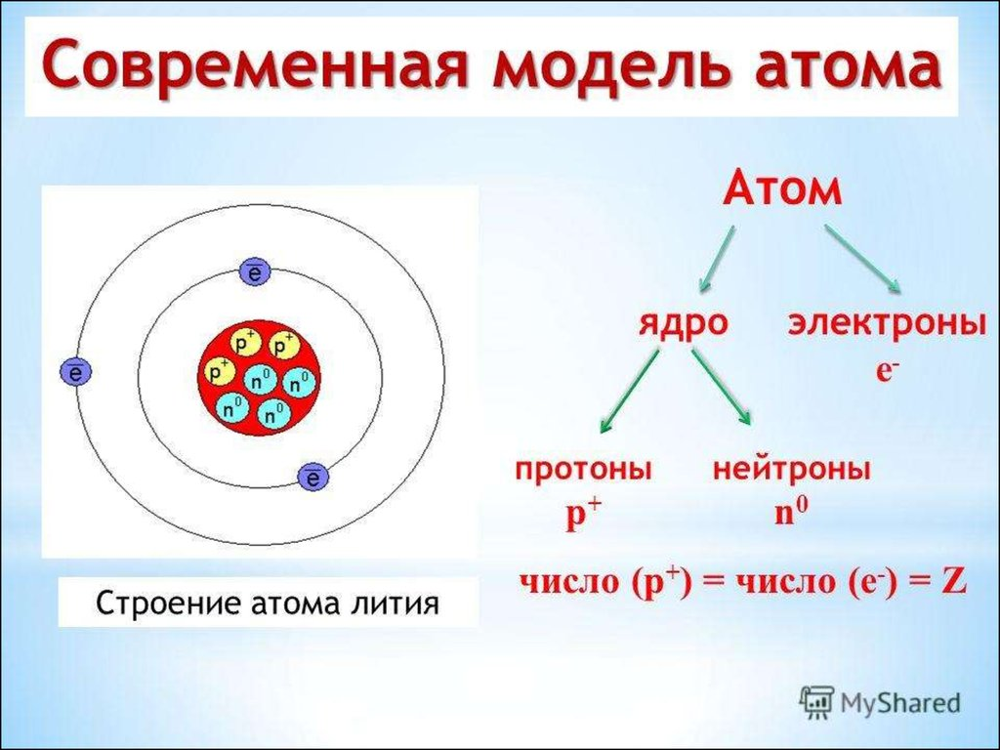 Современная модель атома
Атом
ядро электроны
e-
протоны нейтроны
p+ n0
число (p+) = число (e-) = Z
e
e
e
p+ p+
p+ n0 n0
n0 n0
Строение атома лития
MyShared